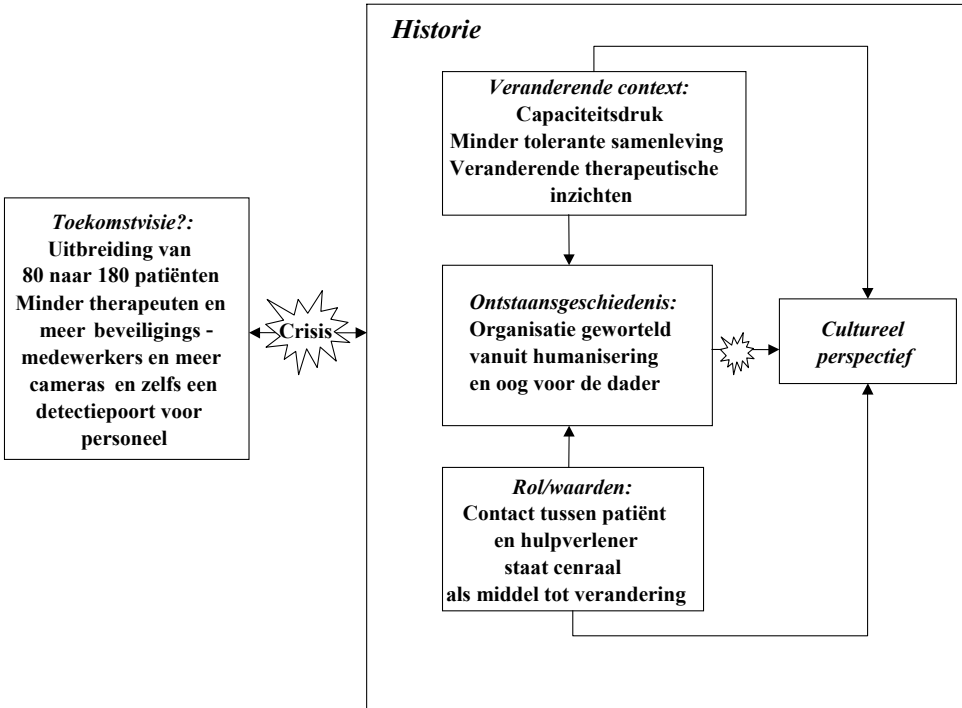 Historie
Veranderende context:
Capaciteitsdruk
Minder tolerante samenleving
Veranderende therapeutische
inzichten
Toekomstvisie?:
Uitbreiding van
80 naar 180 patiënten
Minder therapeuten en
meer beveiligings -
medewerkers en meer
cameras en zelfs een
detectiepoort voor
personeel
Crisis
Ontstaansgeschiedenis:
Organisatie geworteld
vanuit humanisering
en oog voor de dader
Cultureel
perspectief
Rol/waarden:
Contact tussen patiënt
en hulpverlener
staat cenraal
als middel tot verandering